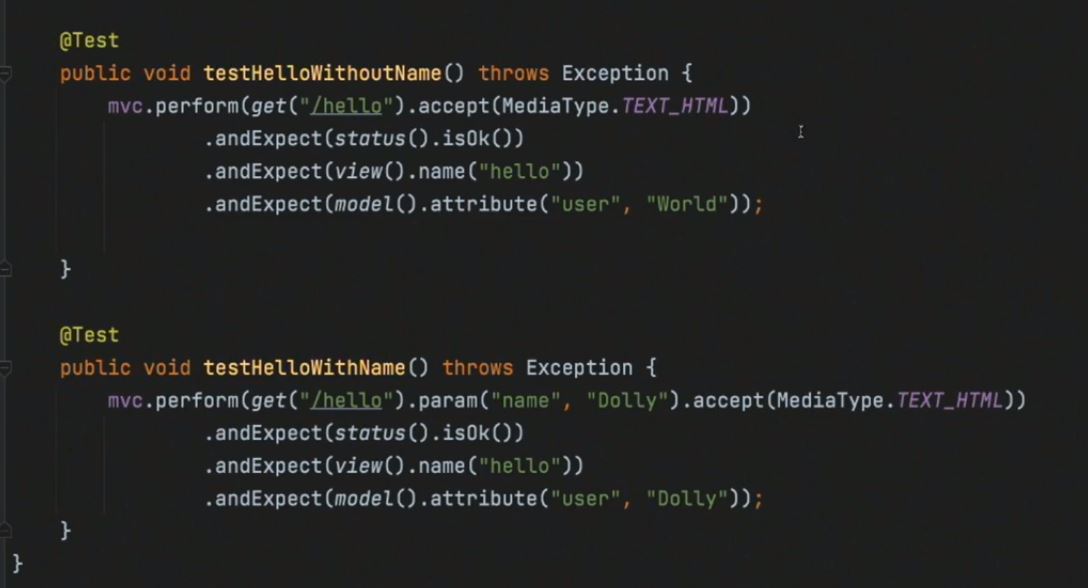 @Test
public void testHelloWithoutName() throws Exception {
mvc.perform(get("/hello").accept(MediaType.TEXT_HTML))
.andExpect(status().isOk())
.andExpect(view().name("hello"))
.andExpect(model().attribute("user", "World"));
}
@Test
public void testHelloWithName() throws Exception {
mvc.perform(get("/hello").param("name", "Dolly").accept(MediaType.TEXT_HTML))
.andExpect(status().isOk())
.andExpect(view().name("hello"))
.andExpect(model().attribute("user", "Dolly"));
}
}